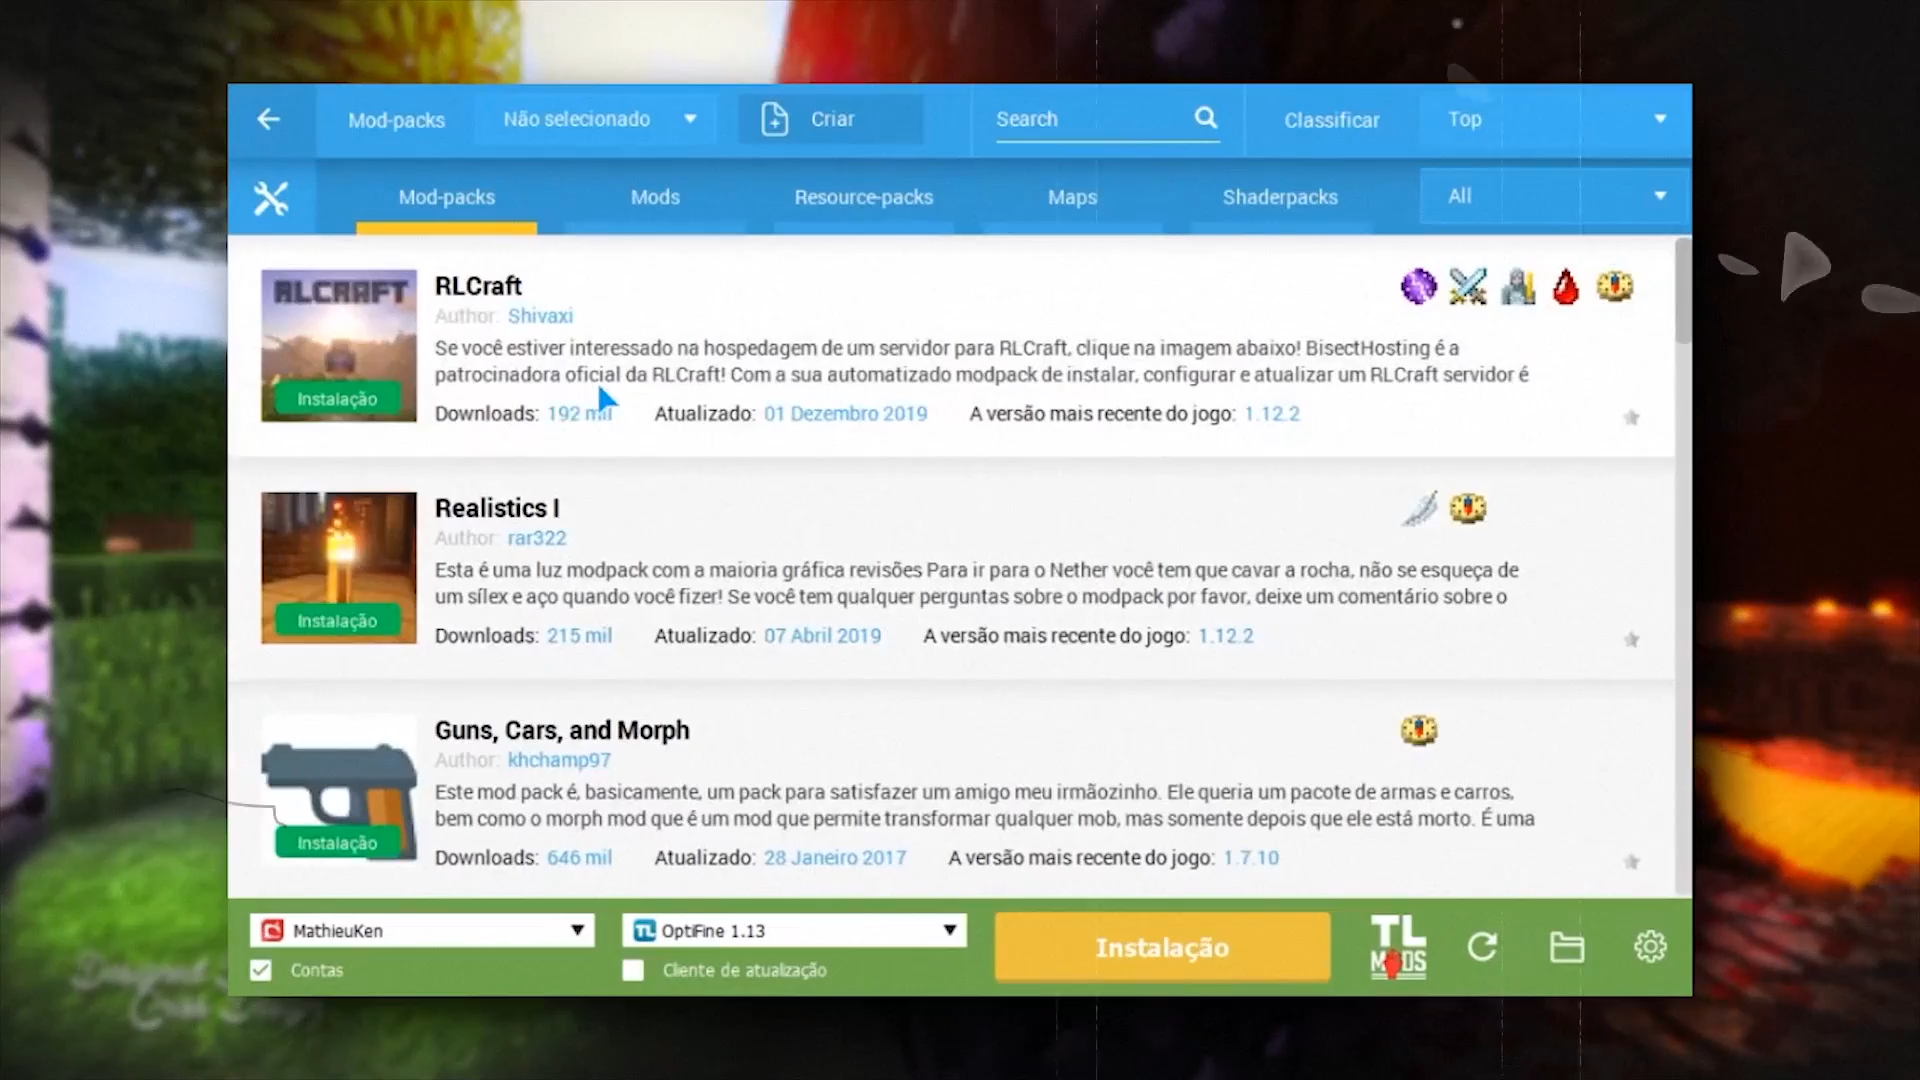 Mod-packs
Não selecionado
Criar
Search
Classificar
Top
Mod-packs
Mods
Resource-packs
Maps
Shaderpacks
All
RLCRAFT
Instalação
RLCraft
Author: Shivaxi
Se você estiver interessado na hospedagem de um servidor para RLCraft, clique na imagem abaixo! BisectHosting é a
patrocinadora oficial da RLCraft! Com a sua automatizado modpack de instalar, configurar e atualizar um RLCraft servidor é
Downloads: 192 mil Atualizado: 01 Dezembro 2019 A versão mais recente do jogo: 1.12.2
Instalação
Realistics I
Author: rar322
Esta é uma luz modpack com a maioria gráfica revisões Para ir para o Nether você tem que cavar a rocha, não se esqueça de
um sílex e aço quando você fizer! Se você tem qualquer perguntas sobre o modpack por favor, deixe um comentário sobre o
Downloads: 215 mil Atualizado: 07 Abril 2019 A versão mais recente do jogo: 1.12.2
Instalação
Guns, Cars, and Morph
Author: khchamp97
Este mod pack é, basicamente, um pack para satisfazer um amigo meu irmãozinho. Ele queria um pacote de armas e carros,
bem como o morph mod que é um mod que permite transformar qualquer mob, mas somente depois que ele está morto. É uma
Downloads: 646 mil Atualizado: 28 Janeiro 2017 A versão mais recente do jogo: 1.7.10
MathieuKen
Contas
TL OptiFine 1.13
Cliente de atualização
Instalação
TL
MODS